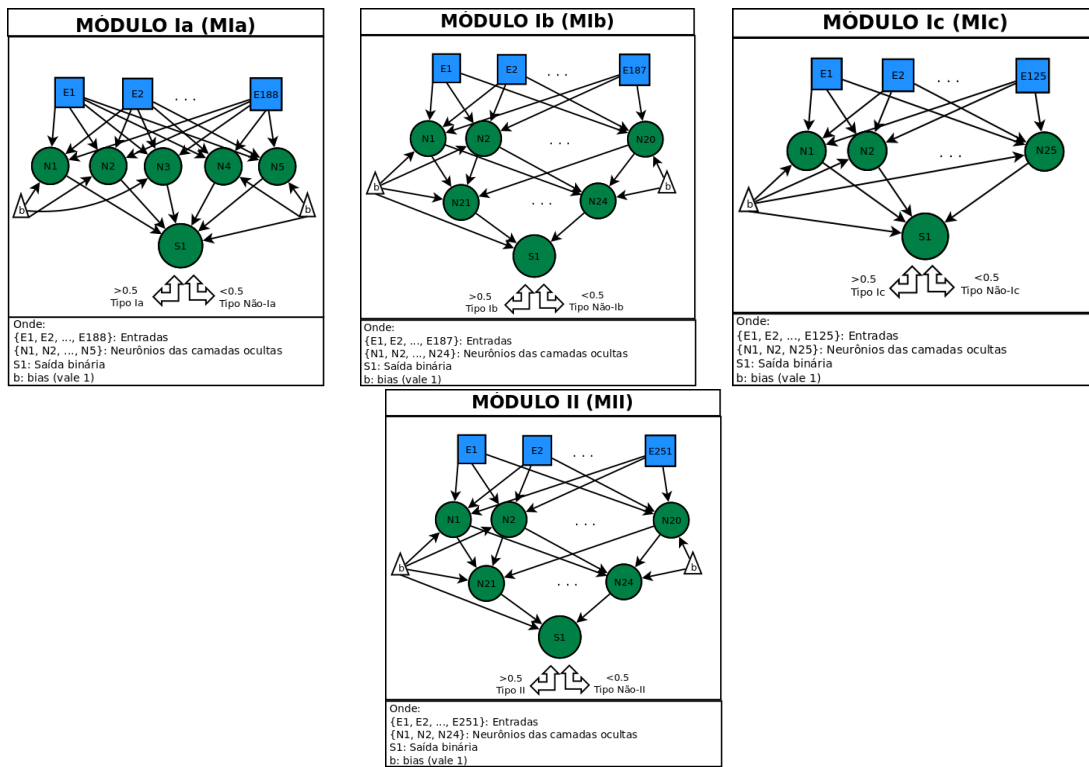 MÓDULO Ia (MIa)
E1
E2
. . .
E188
N1
N2
N3
N4
N5
b
b
S1
>0.5
Tipo Ia
<0.5
Tipo Não-Ia
Onde:
{E1, E2, ..., E188}: Entradas
{N1, N2, ..., N5}: Neurônios das camadas ocultas
S1: Saída binária
b: bias (vale 1)
MÓDULO Ib (MIb)
E1
E2
. . .
E187
N1
N2
. . .
N20
b
b
N21
. . .
N24
S1
>0.5
Tipo Ib
<0.5
Tipo Não-Ib
Onde:
{E1, E2, ..., E187}: Entradas
{N1, N2, ..., N24}: Neurônios das camadas ocultas
S1: Saída binária
b: bias (vale 1)
MÓDULO Ic (MIc)
E1
E2
. . .
E125
N1
N2
. . .
N25
b
S1
>0.5
Tipo Ic
<0.5
Tipo Não-Ic
Onde:
{E1, E2, ..., E125}: Entradas
{N1, N2, N25}: Neurônios das camadas ocultas
S1: Saída binária
b: bias (vale 1)
MÓDULO II (MII)
E1
E2
. . .
E251
N1
N2
. . .
N20
b
b
N21
. . .
N24
S1
>0.5
Tipo II
<0.5
Tipo Não-II
Onde:
{E1, E2, ..., E251}: Entradas
{N1, N2, N24}: Neurônios das camadas ocultas
S1: Saída binária
b: bias (vale 1)